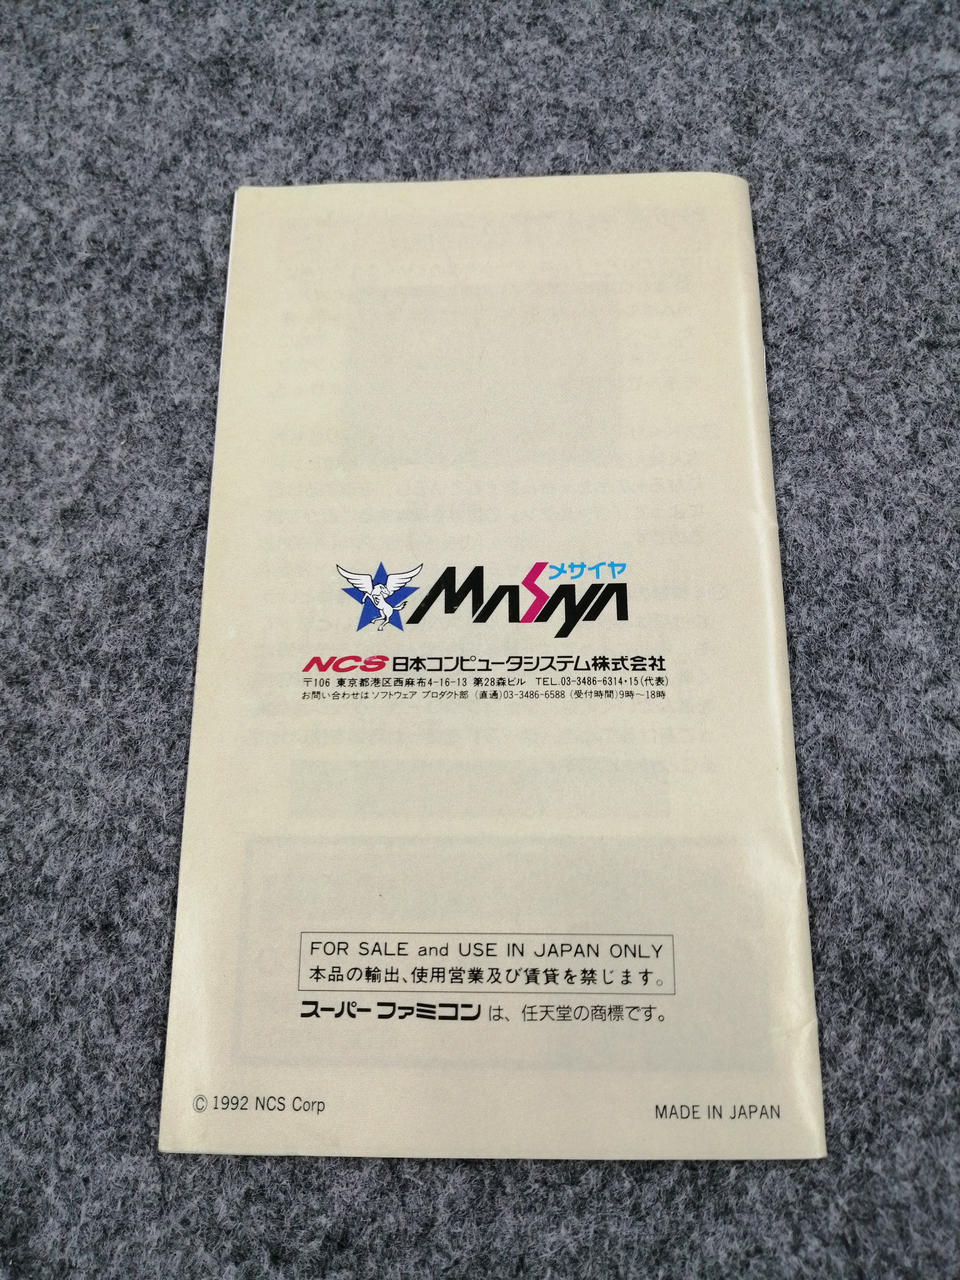 メサイヤ
MASAYA
NCS 日本コンピュータシステム株式会社
〒106 東京都港区西麻布4-16-13 第28森ビル TEL.03-3486-6314・15(代表)
お問い合わせは ソフトウェア プロダクト部 (直通)03-3486-6588 (受付時間)9時〜18時
FOR SALE and USE IN JAPAN ONLY
本品の輸出、使用営業及び賃貸を禁じます。
スーパーファミコンは、任天堂の商標です。
© 1992 NCS Corp
MADE IN JAPAN